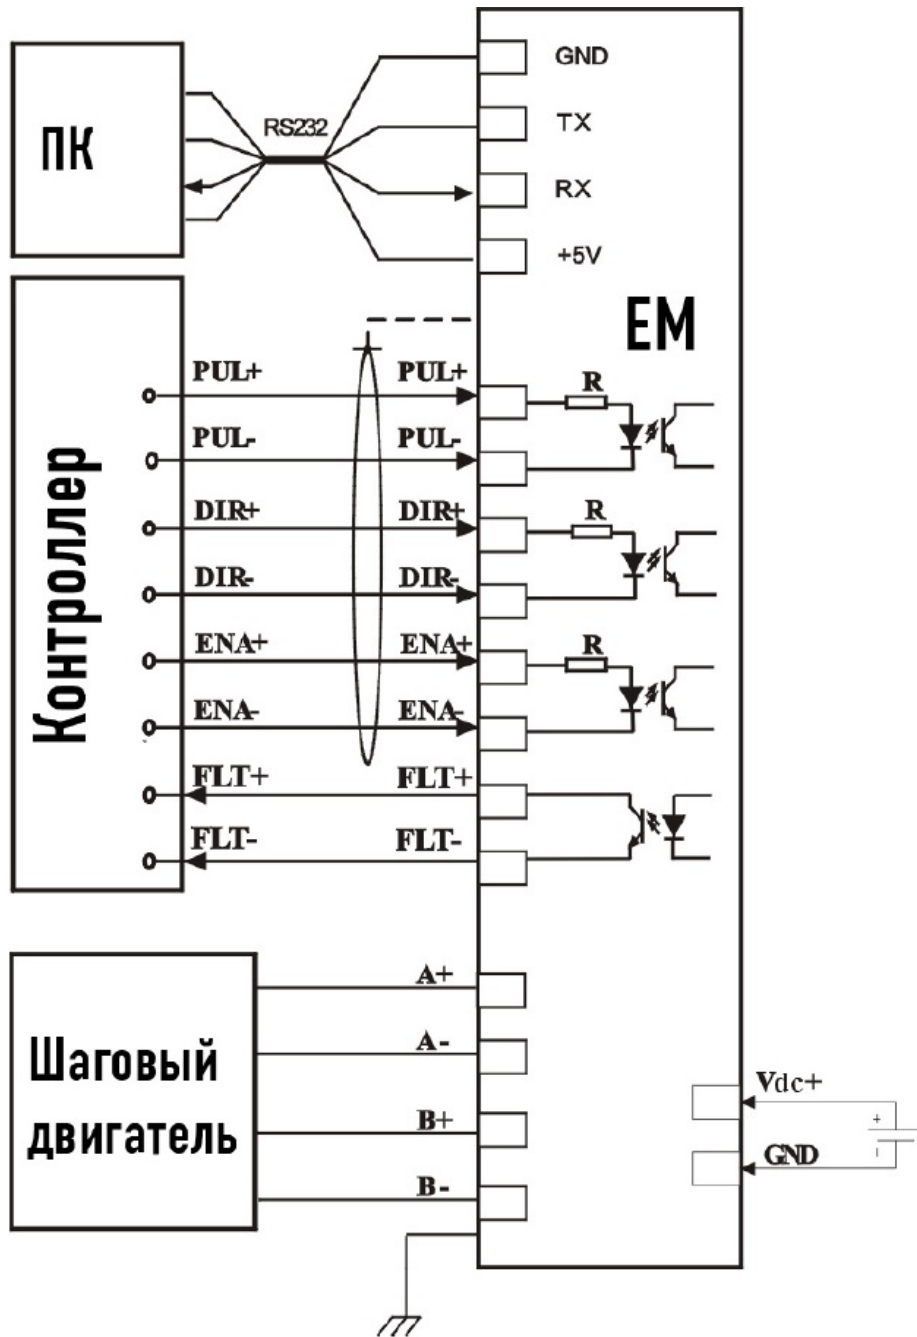 GND
ПК
RS232
TX
RX
+5V
EM
Контроллер
PUL+ PUL+ R
PUL- PUL-
DIR+ DIR+ R
DIR- DIR-
ENA+ ENA+ R
ENA- ENA-
FLT+ FLT+
FLT- FLT-
Шаговый
двигатель
A+
A-
B+
B-
Vdc+
+
-
GND